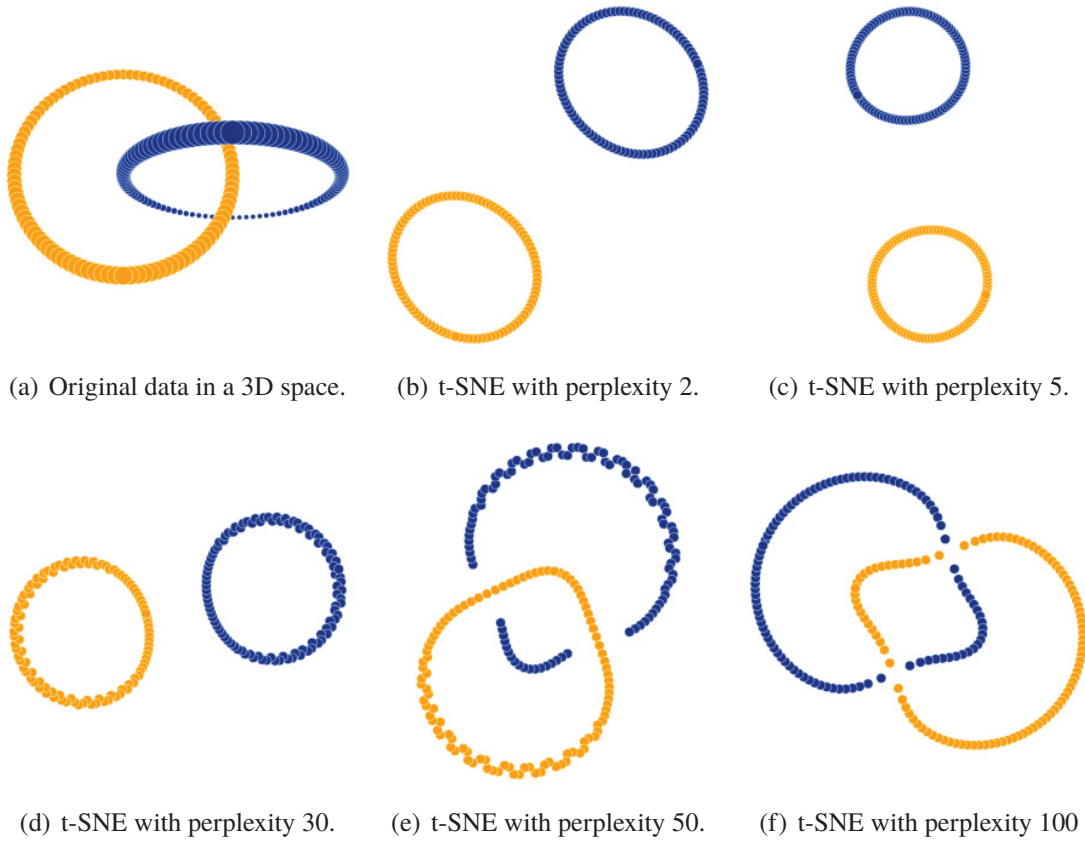 (a) Original data in a 3D space.
(b) t-SNE with perplexity 2.
(c) t-SNE with perplexity 5.
(d) t-SNE with perplexity 30.
(e) t-SNE with perplexity 50.
(f) t-SNE with perplexity 100